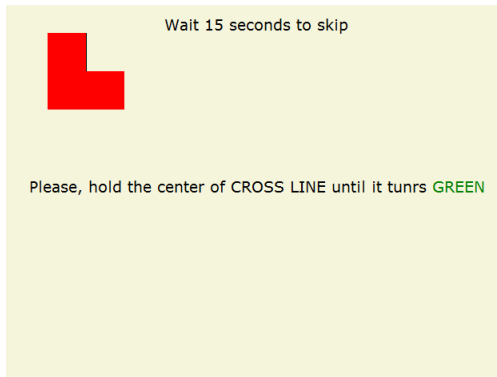 Wait 15 seconds to skip
Please, hold the center of CROSS LINE until it tunrs GREEN